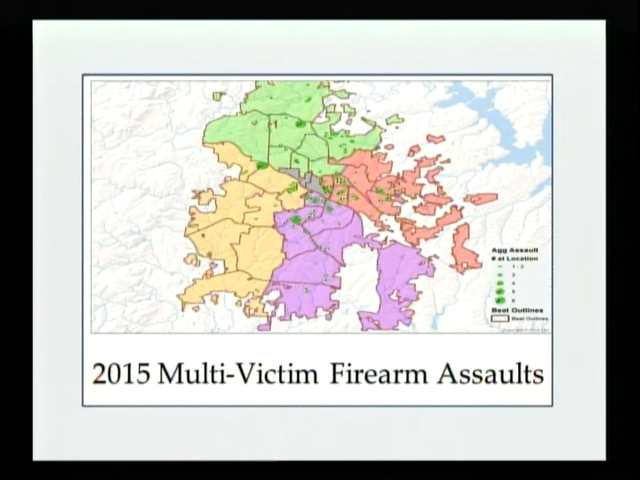 Agg Assault
# at Location
1 - 2
3
4
5
6
Beat Outlines
Beat Outlines
2015 Multi-Victim Firearm Assaults